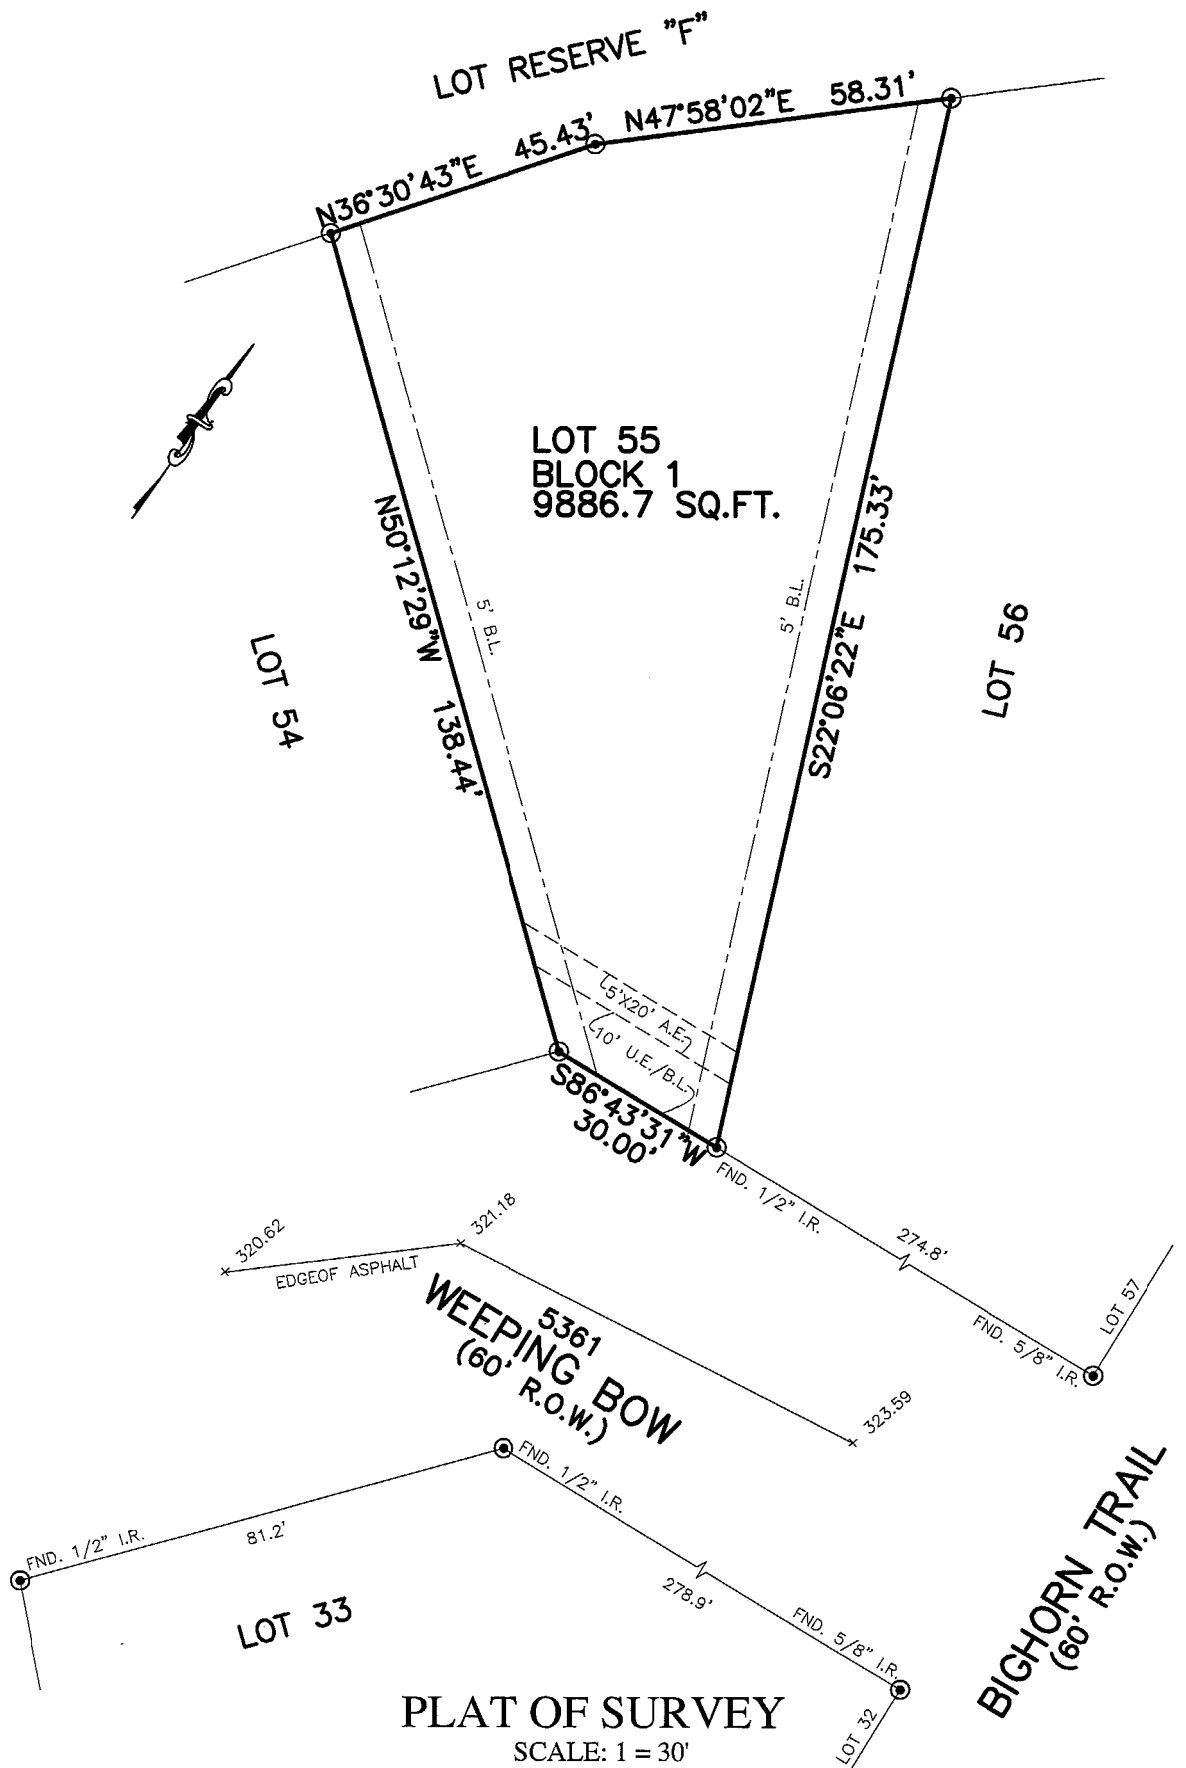 LOT RESERVE "F"
N36°30'43"E 45.43'
N47°58'02"E 58.31'
LOT 55
BLOCK 1
9886.7 SQ.FT.
N50°12'29"W 138.44'
5' B.L.
5' B.L.
S22°06'22"E 175.33'
LOT 54
LOT 56
5'X20' A.E.
10' U.E./B.L.
S86°43'31"W
30.00'
FND. 1/2" I.R.
274.8'
FND. 5/8" I.R.
LOT 57
320.62
321.18
EDGEOF ASPHALT
5361
WEEPING BOW
(60' R.O.W.)
323.59
FND. 1/2" I.R.
81.2'
FND. 1/2" I.R.
278.9'
FND. 5/8" I.R.
LOT 33
LOT 32
BIGHORN TRAIL
(60' R.O.W.)
PLAT OF SURVEY
SCALE: 1 = 30'